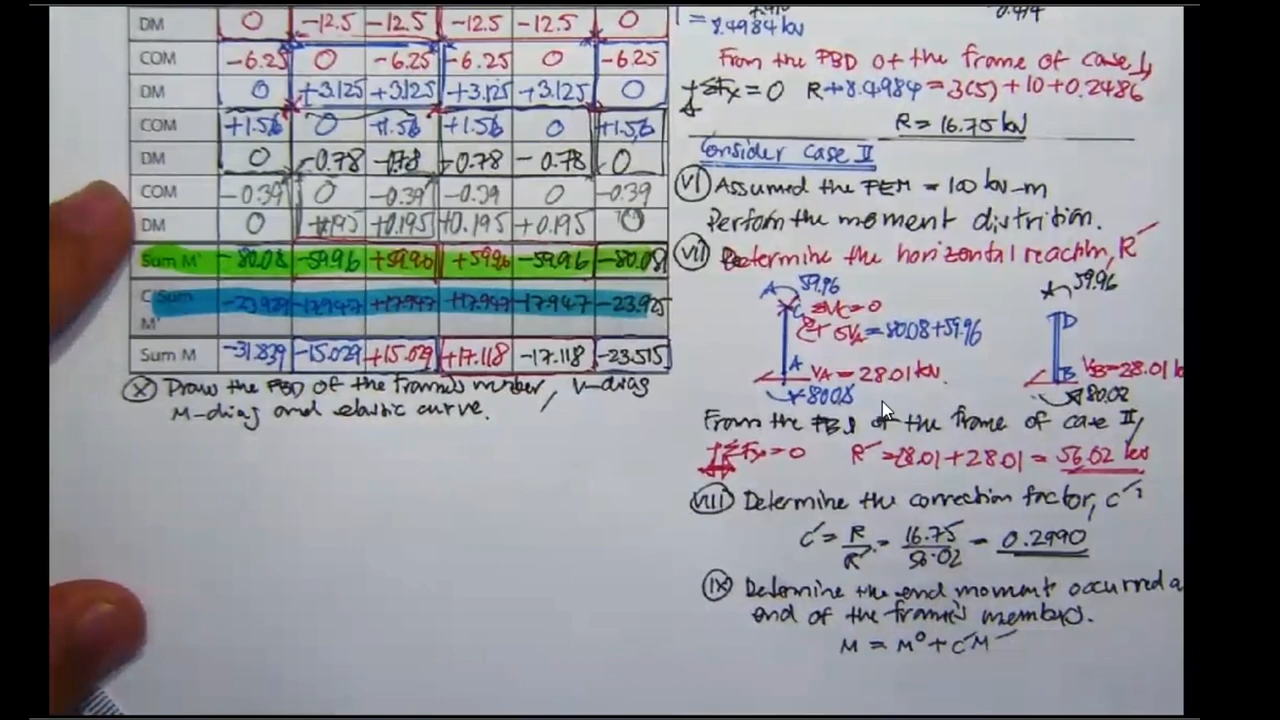 DM 0 -12.5 -12.5 -12.5 -12.5 0
COM -6.25 0 -6.25 -6.25 0 -6.25
DM 0 +3.125 +3.125 +3.125 +3.125 0
COM +1.56 0 +1.56 +1.56 0 +1.56
DM 0 -0.78 -0.78 -0.78 -0.78 0
COM -0.39 0 -0.39 -0.39 0 -0.39
DM 0 +.195 +0.195 +0.195 +0.195 0
Sum M' -80.08 -59.96 +59.96 +59.96 -59.96 -80.08
C'Sum M' -23.929 -17.947 +17.947 +17.947 -17.947 -23.925
Sum M -31.839 -15.029 +15.029 +17.118 -17.118 -23.515
(X) Draw the FBD of the frame's member, V-diag
M-diag and elastic curve.
= 8.4984 kN
From the FBD of the frame of case I,
ΣFx = 0 R+8.4984 = 3(5)+10+0.2486
R = 16.75 kN
Consider case II
(VI) Assumed the FEM = 100 kN-m
Perform the moment distrition.
(VII) Determine the horizontal reaction, R'
59.96
ΣMC=0
5VA = 80.08+59.96
A VA = 28.01 kN.
80.08
59.96
D
B VB = 28.01 k
80.02
From the FBD of the frame of case II,
ΣFx = 0 R' = 28.01+28.01 = 56.02 kN
(VIII) Determine the correction factor, C'
C' = R/R' = 16.75/56.02 = 0.2990
(IX) Determine the end moment occurred a
end of the frame's members.
M = M⁰ + C'M'